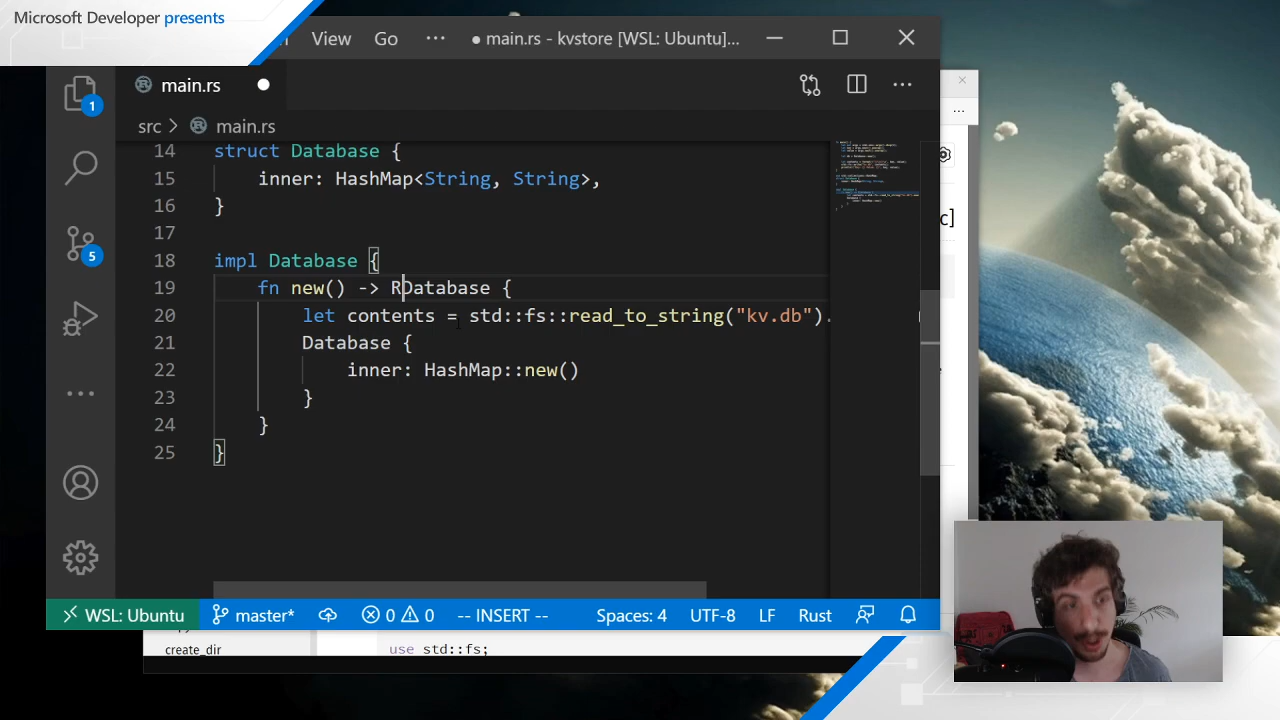 Microsoft Developer presents
View Go ··· ● main.rs - kvstore [WSL: Ubuntu]...
main.rs
src > main.rs
14 struct Database {
15 inner: HashMap<String, String>,
16 }
17
18 impl Database {
19 fn new() -> RDatabase {
20 let contents = std::fs::read_to_string("kv.db").
21 Database {
22 inner: HashMap::new()
23 }
24 }
25 }
1
5
c]
WSL: Ubuntu master* 0 0 -- INSERT -- Spaces: 4 UTF-8 LF Rust
create_dir
use std::fs;